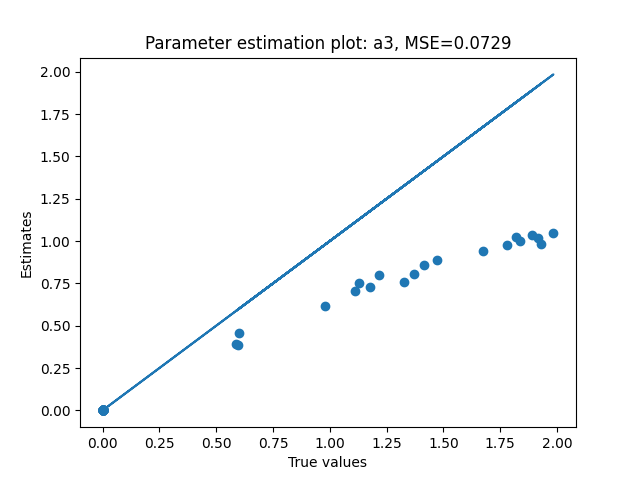 Parameter estimation plot: a3, MSE=0.0729
2.00
1.75
1.50
1.25
1.00
0.75
0.50
0.25
0.00
Estimates
0.00 0.25 0.50 0.75 1.00 1.25 1.50 1.75 2.00
True values